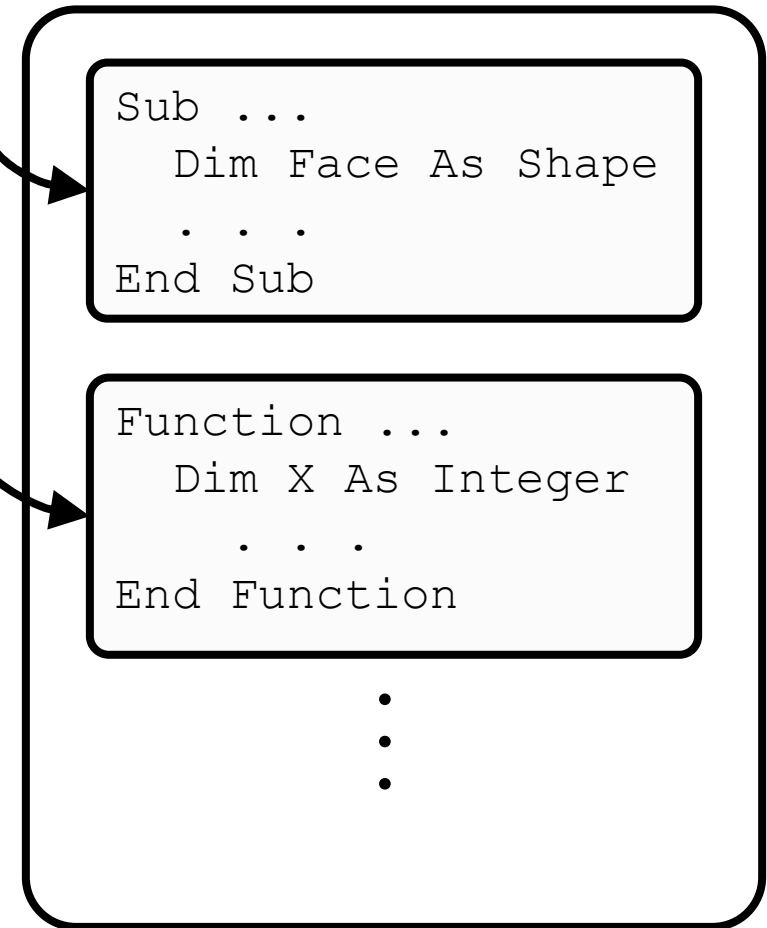 Sub ...
Dim Face As Shape
. . .
End Sub
Function ...
Dim X As Integer
. . .
End Function
.
.
.